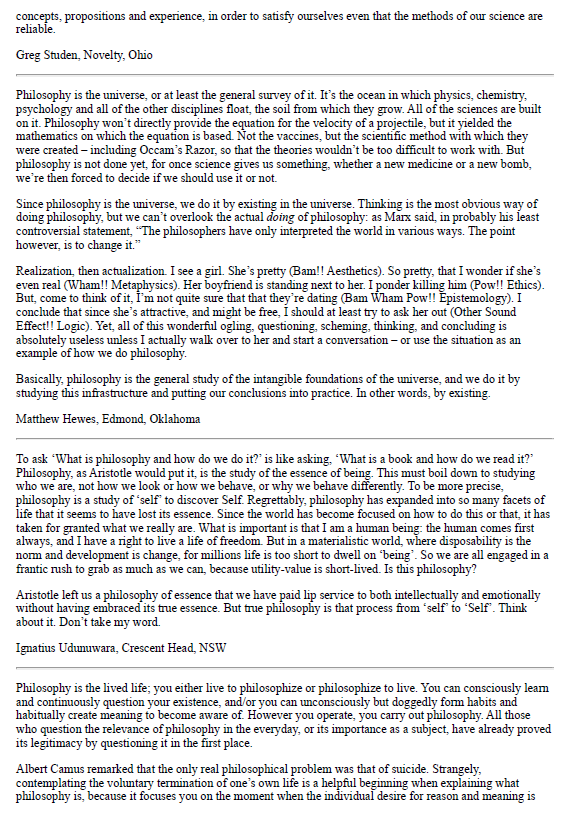 concepts, propositions and experience, in order to satisfy ourselves even that the methods of our science are
reliable.
Greg Studen, Novelty, Ohio
Philosophy is the universe, or at least the general survey of it. It’s the ocean in which physics, chemistry,
psychology and all of the other disciplines float, the soil from which they grow. All of the sciences are built
on it. Philosophy won’t directly provide the equation for the velocity of a projectile, but it yielded the
mathematics on which the equation is based. Not the vaccines, but the scientific method with which they
were created – including Occam’s Razor, so that the theories wouldn’t be too difficult to work with. But
philosophy is not done yet, for once science gives us something, whether a new medicine or a new bomb,
we’re then forced to decide if we should use it or not.
Since philosophy is the universe, we do it by existing in the universe. Thinking is the most obvious way of
doing philosophy, but we can’t overlook the actual doing of philosophy: as Marx said, in probably his least
controversial statement, “The philosophers have only interpreted the world in various ways. The point
however, is to change it.”
Realization, then actualization. I see a girl. She’s pretty (Bam!! Aesthetics). So pretty, that I wonder if she’s
even real (Wham!! Metaphysics). Her boyfriend is standing next to her. I ponder killing him (Pow!! Ethics).
But, come to think of it, I’m not quite sure that that they’re dating (Bam Wham Pow!! Epistemology). I
conclude that since she’s attractive, and might be free, I should at least try to ask her out (Other Sound
Effect!! Logic). Yet, all of this wonderful ogling, questioning, scheming, thinking, and concluding is
absolutely useless unless I actually walk over to her and start a conversation – or use the situation as an
example of how we do philosophy.
Basically, philosophy is the general study of the intangible foundations of the universe, and we do it by
studying this infrastructure and putting our conclusions into practice. In other words, by existing.
Matthew Hewes, Edmond, Oklahoma
To ask ‘What is philosophy and how do we do it?’ is like asking, ‘What is a book and how do we read it?’
Philosophy, as Aristotle would put it, is the study of the essence of being. This must boil down to studying
who we are, not how we look or how we behave, or why we behave differently. To be more precise,
philosophy is a study of ‘self’ to discover Self. Regrettably, philosophy has expanded into so many facets of
life that it seems to have lost its essence. Since the world has become focused on how to do this or that, it has
taken for granted what we really are. What is important is that I am a human being: the human comes first
always, and I have a right to live a life of freedom. But in a materialistic world, where disposability is the
norm and development is change, for millions life is too short to dwell on ‘being’. So we are all engaged in a
frantic rush to grab as much as we can, because utility-value is short-lived. Is this philosophy?
Aristotle left us a philosophy of essence that we have paid lip service to both intellectually and emotionally
without having embraced its true essence. But true philosophy is that process from ‘self’ to ‘Self’. Think
about it. Don’t take my word.
Ignatius Udunuwara, Crescent Head, NSW
Philosophy is the lived life; you either live to philosophize or philosophize to live. You can consciously learn
and continuously question your existence, and/or you can unconsciously but doggedly form habits and
habitually create meaning to become aware of. However you operate, you carry out philosophy. All those
who question the relevance of philosophy in the everyday, or its importance as a subject, have already proved
its legitimacy by questioning it in the first place.
Albert Camus remarked that the only real philosophical problem was that of suicide. Strangely,
contemplating the voluntary termination of one’s own life is a helpful beginning when explaining what
philosophy is, because it focuses you on the moment when the individual desire for reason and meaning is